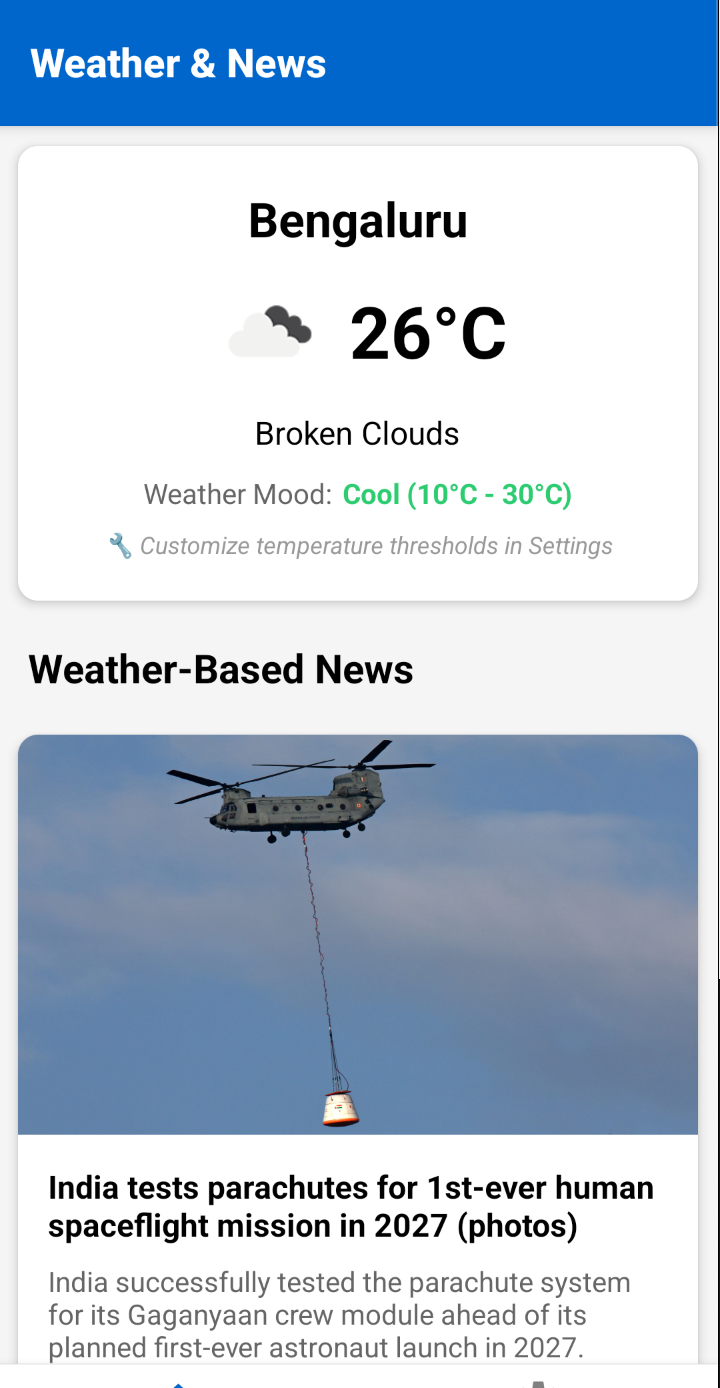 Weather & News
Bengaluru
26°C
Broken Clouds
Weather Mood: Cool (10°C - 30°C)
🔧 Customize temperature thresholds in Settings
Weather-Based News
India tests parachutes for 1st-ever human
spaceflight mission in 2027 (photos)
India successfully tested the parachute system
for its Gaganyaan crew module ahead of its
planned first-ever astronaut launch in 2027.